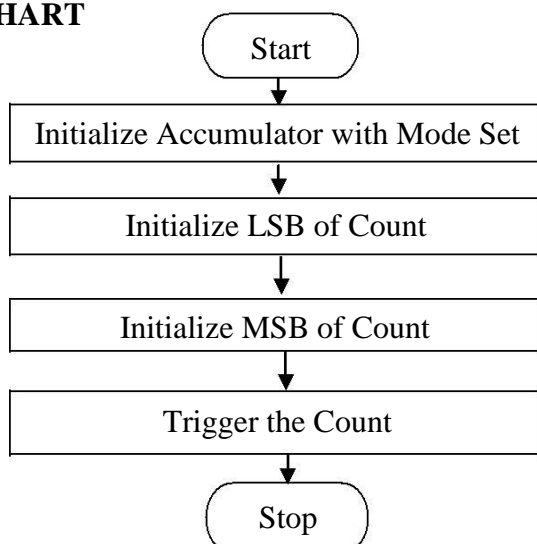 HART
Start
Initialize Accumulator with Mode Set
Initialize LSB of Count
Initialize MSB of Count
Trigger the Count
Stop